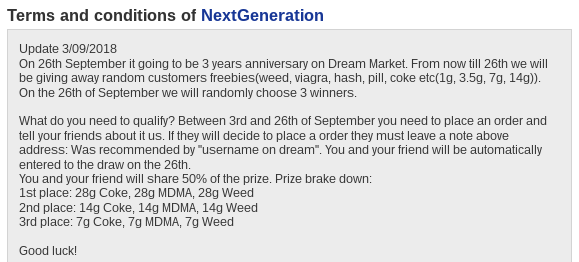 Terms and conditions of NextGeneration
Update 3/09/2018
On 26th September it going to be 3 years anniversary on Dream Market. From now till 26th we will
be giving away random customers freebies(weed, viagra, hash, pill, coke etc(1g, 3.5g, 7g, 14g)).
On the 26th of September we will randomly choose 3 winners.
What do you need to qualify? Between 3rd and 26th of September you need to place an order and
tell your friends about it us. If they will decide to place a order they must leave a note above
address: Was recommended by "username on dream". You and your friend will be automatically
entered to the draw on the 26th.
You and your friend will share 50% of the prize. Prize brake down:
1st place: 28g Coke, 28g MDMA, 28g Weed
2nd place: 14g Coke, 14g MDMA, 14g Weed
3rd place: 7g Coke, 7g MDMA, 7g Weed
Good luck!